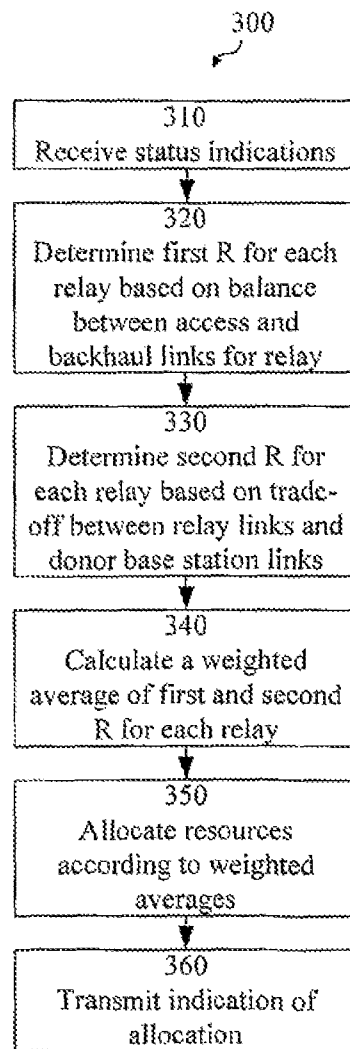 300
310
Receive status indications
320
Determine first R for each
relay based on balance
between access and
backhaul links for relay
330
Determine second R for
each relay based on trade-
off between relay links and
donor base station links
340
Calculate a weighted
average of first and second
R for each relay
350
Allocate resources
according to weighted
averages
360
Transmit indication of
allocation